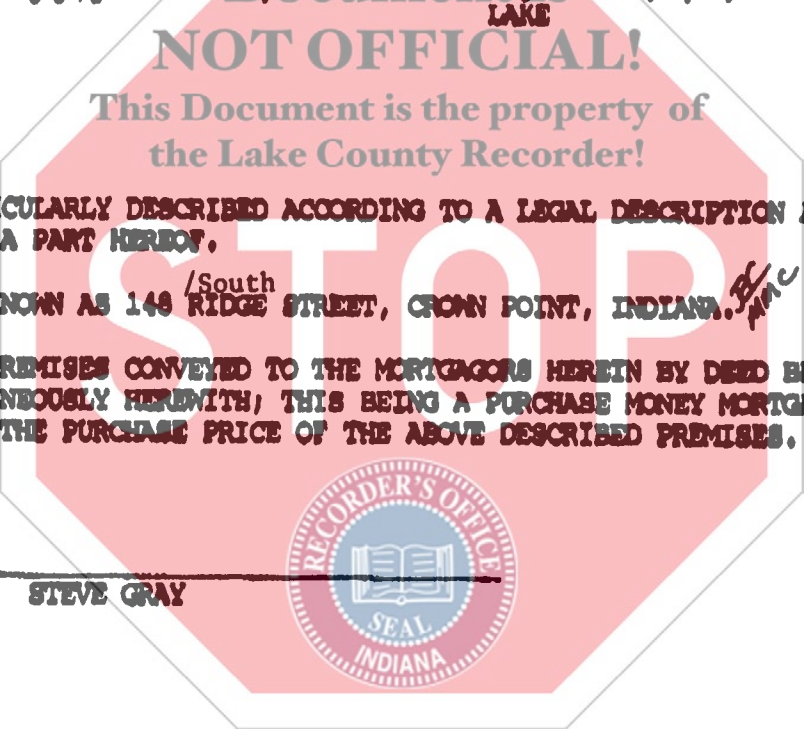 LAKE
NOT OFFICIAL!
This Document is the property of
the Lake County Recorder!
CULARLY DESCRIBED ACCORDING TO A LEGAL DESCRIPTION
A PART HEREOF.
/South
NOWN AS 148 RIDGE STREET, CROWN POINT, INDIANA.
REMISES CONVEYED TO THE MORTGAGORS HEREIN BY DEED
NEOUSLY HEREWITH; THIS BEING A PURCHASE MONEY MORTG
THE PURCHASE PRICE OF THE ABOVE DESCRIBED PREMISES.
STOP
RECORDER'S OFFICE
SEAL
INDIANA
STEVE GRAY